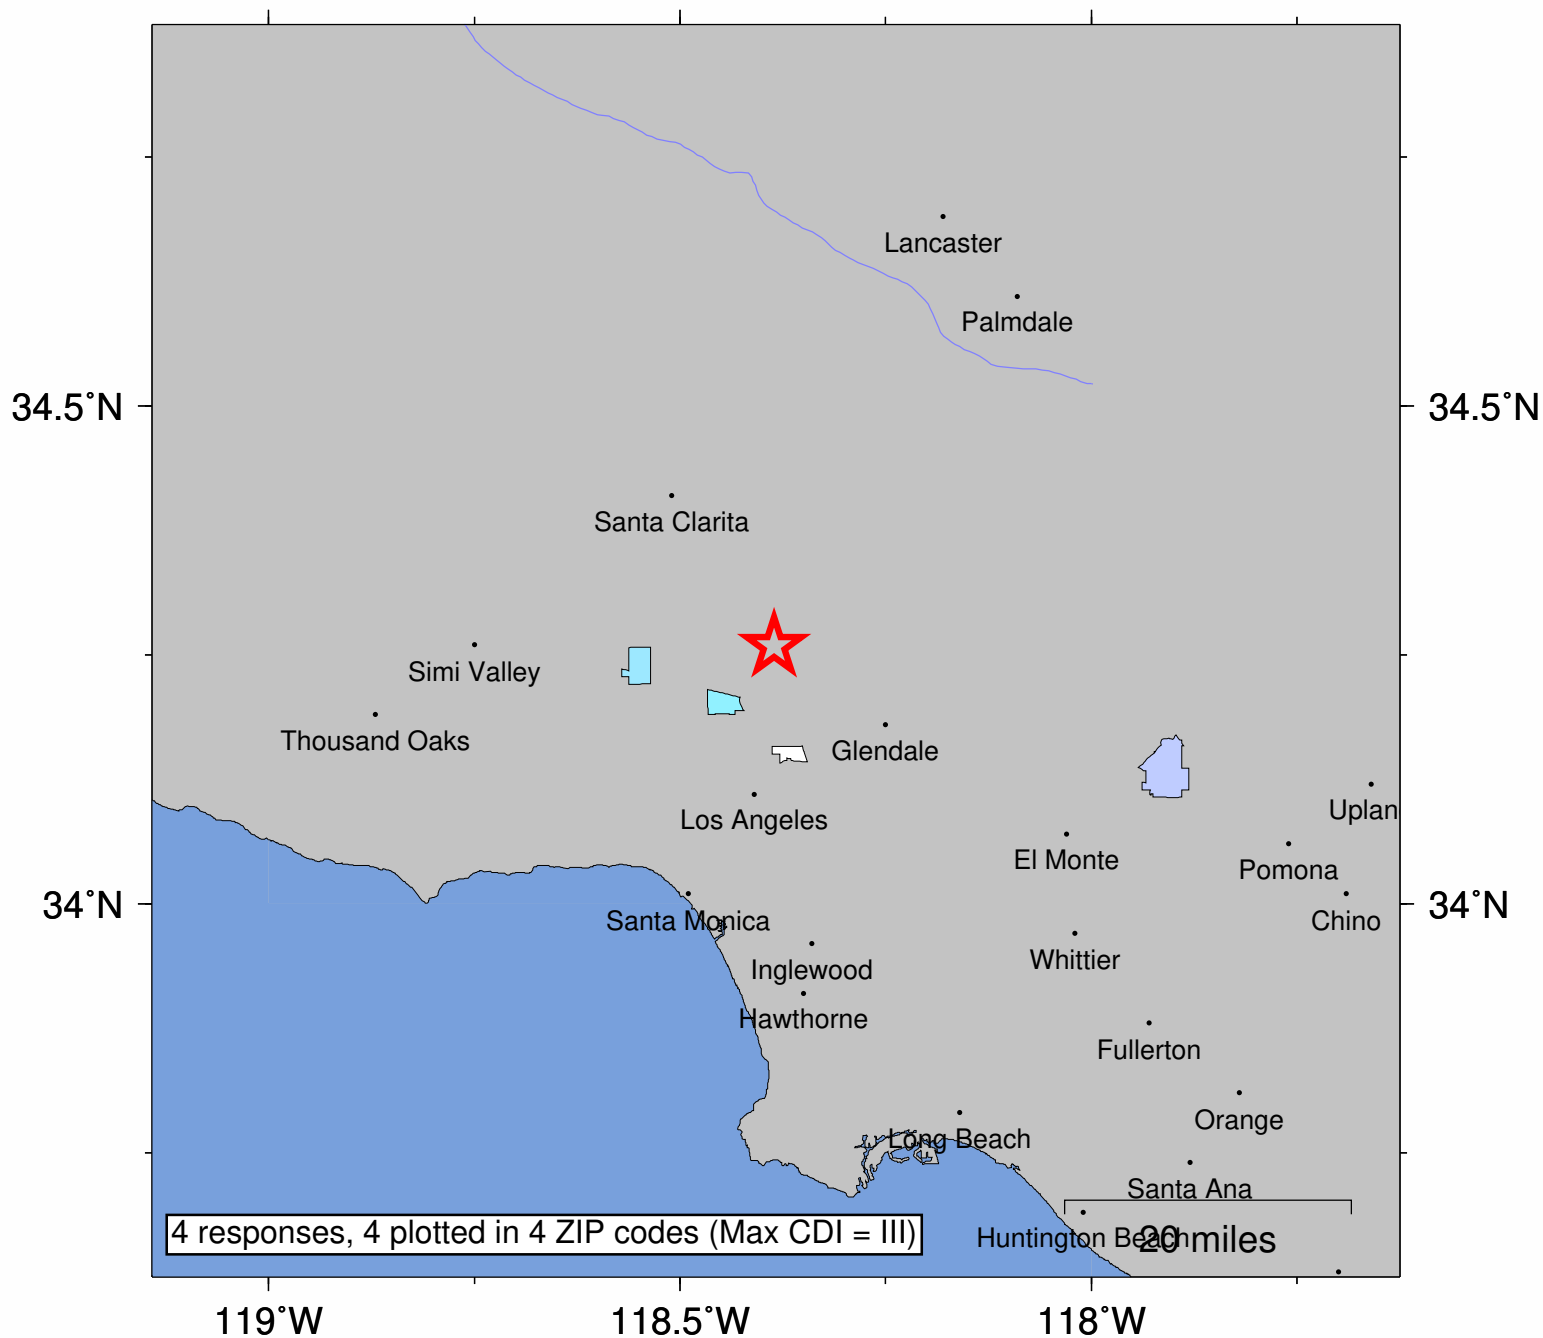 Lancaster
Palmdale
34.5˚N
34.5˚N
Santa Clarita
Simi Valley
Thousand Oaks
Glendale
Uplan
Los Angeles
El Monte
Pomona
34˚N
34˚N
Santa Monica
Chino
Whittier
Inglewood
Hawthorne
Fullerton
Orange
Long Beach
Santa Ana
4 responses, 4 plotted in 4 ZIP codes (Max CDI = III)
Huntington Beach
20 miles
119˚W
118.5˚W
118˚W